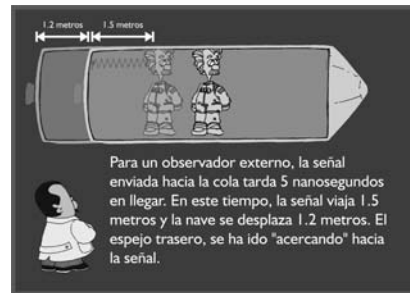 1.2 metros 1.5 metros
Para un observador externo, la señal
enviada hacia la cola tarda 5 nanosegundos
en llegar. En este tiempo, la señal viaja 1.5
metros y la nave se desplaza 1.2 metros. El
espejo trasero, se ha ido "acercando" hacia
la señal.